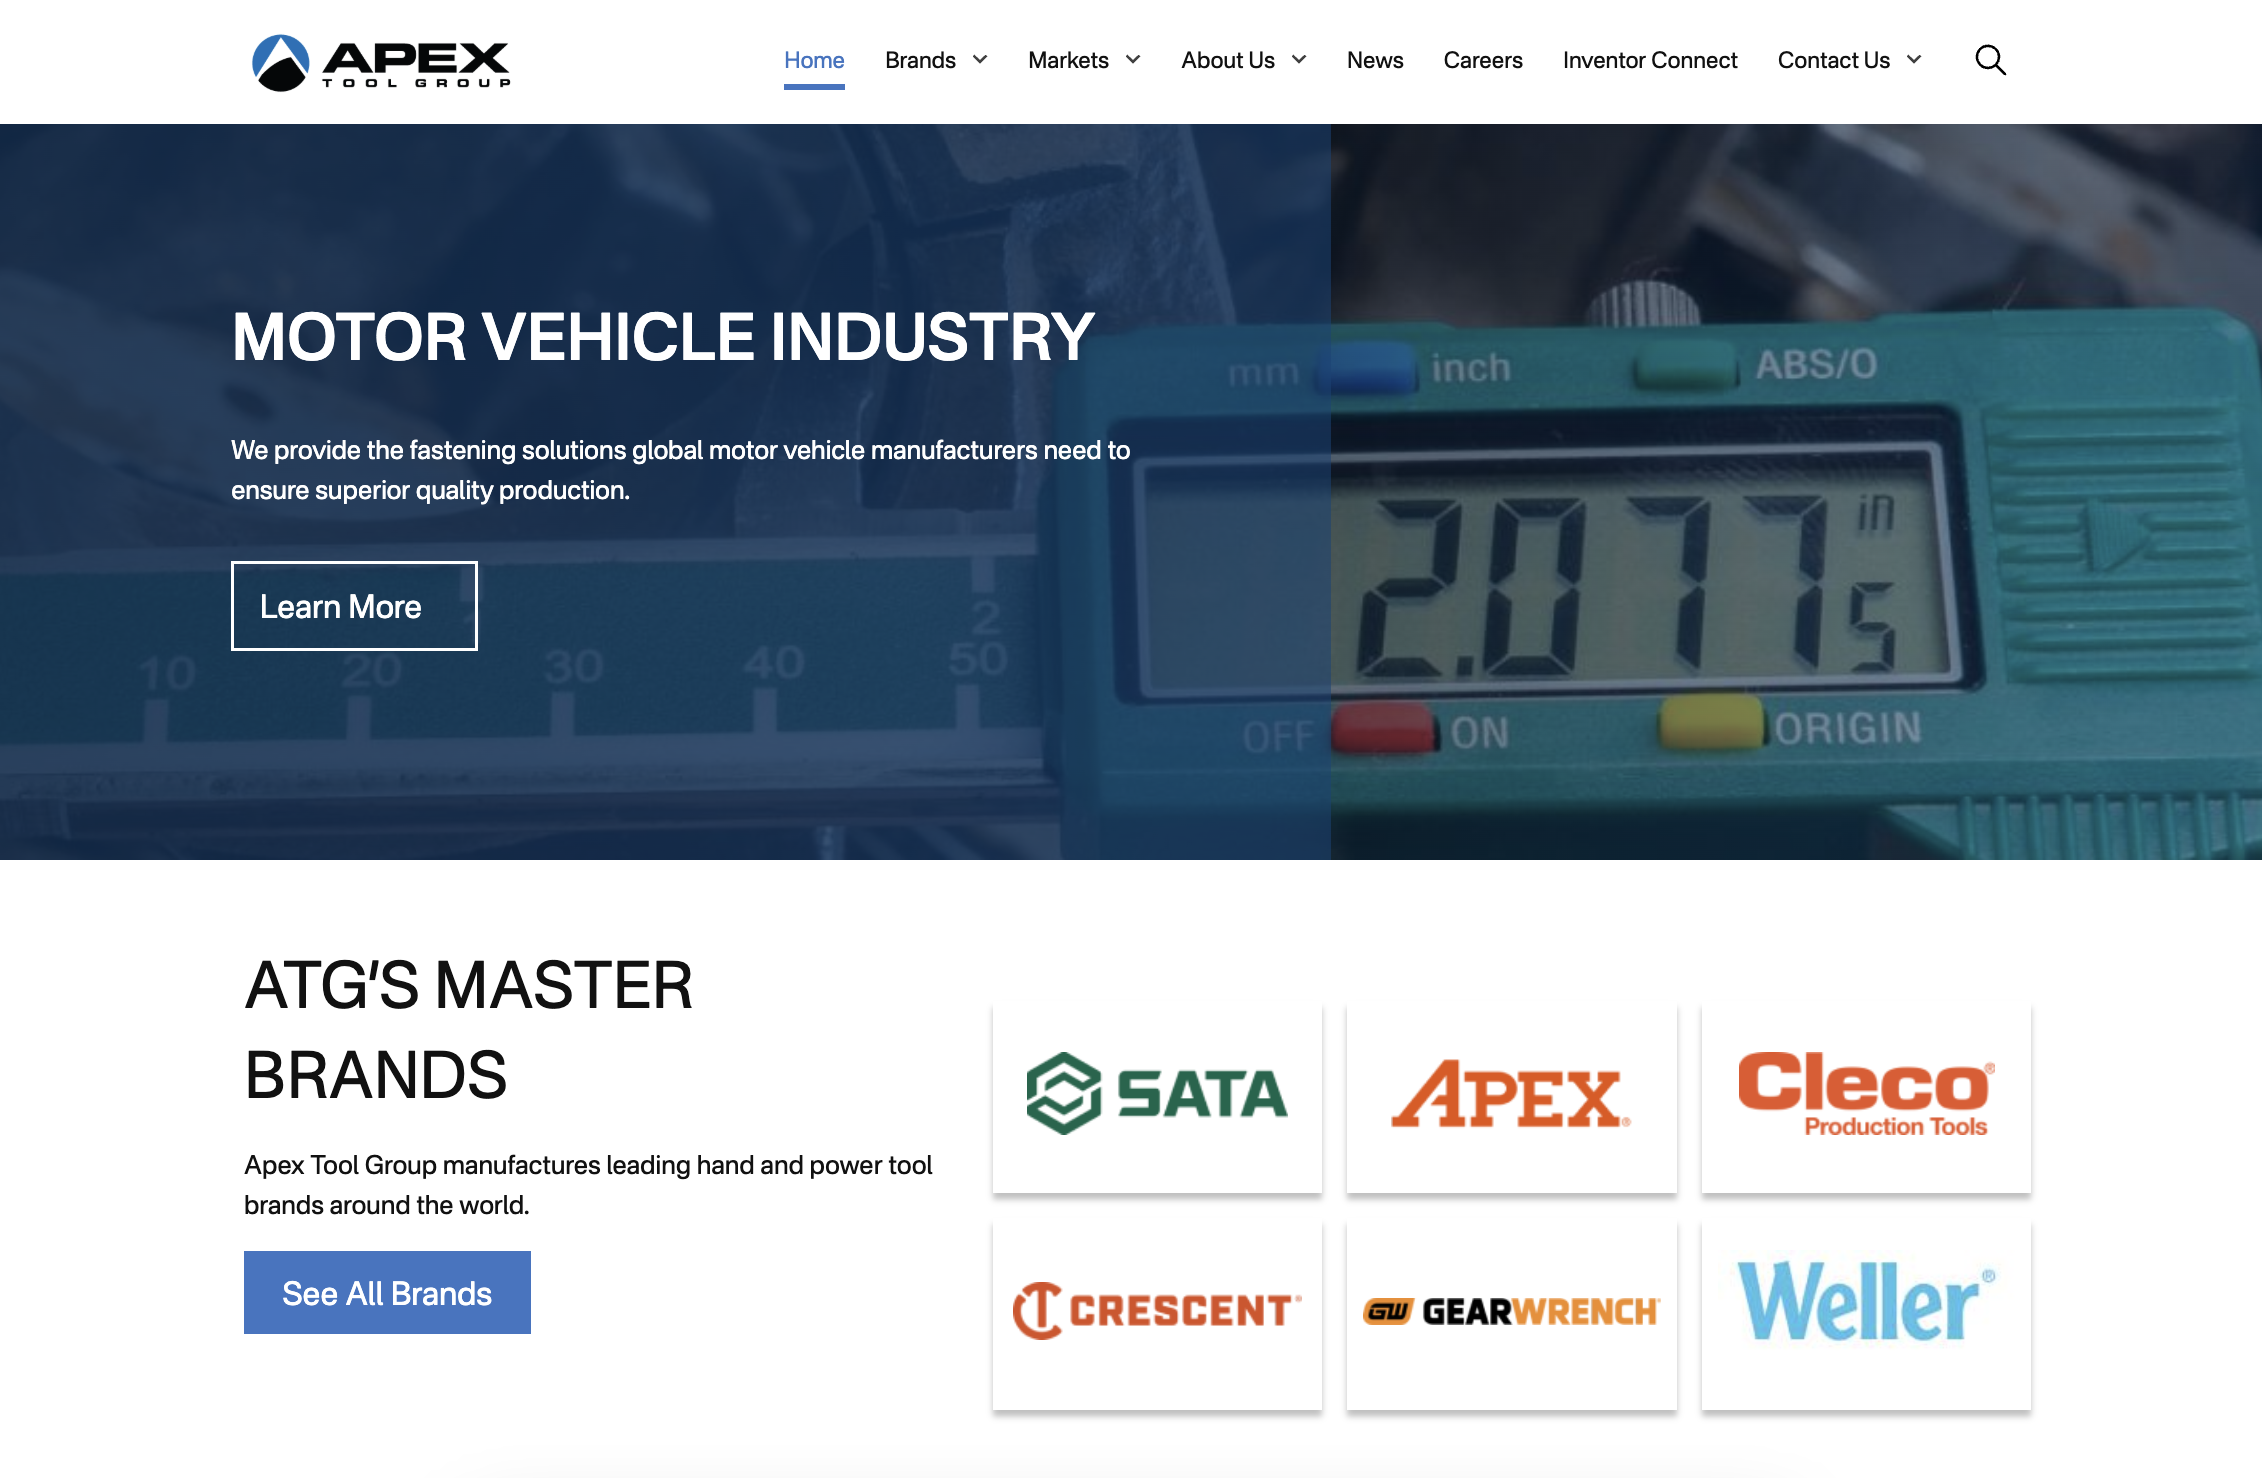 APEX
TOOL GROUP
Home Brands Markets About Us News Careers Inventor Connect Contact Us
MOTOR VEHICLE INDUSTRY
We provide the fastening solutions global motor vehicle manufacturers need to
ensure superior quality production.
Learn More
mm inch ABS/0
2.0775 in
2
10 20 30 40 50
OFF ON ORIGIN
ATG'S MASTER
BRANDS
Apex Tool Group manufactures leading hand and power tool
brands around the world.
See All Brands
SATA
APEX®
Cleco®
Production Tools
CRESCENT®
GW GEARWRENCH®
Weller®